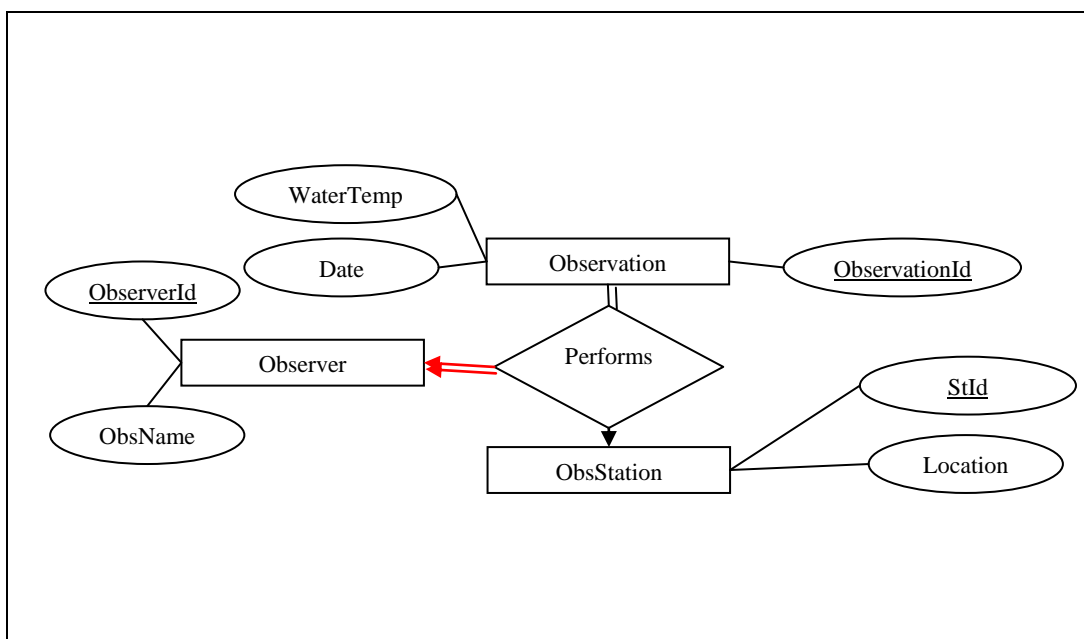 WaterTemp
Observation
Date
ObservationId
ObserverId
Performs
Observer
StId
ObsName
Location
ObsStation